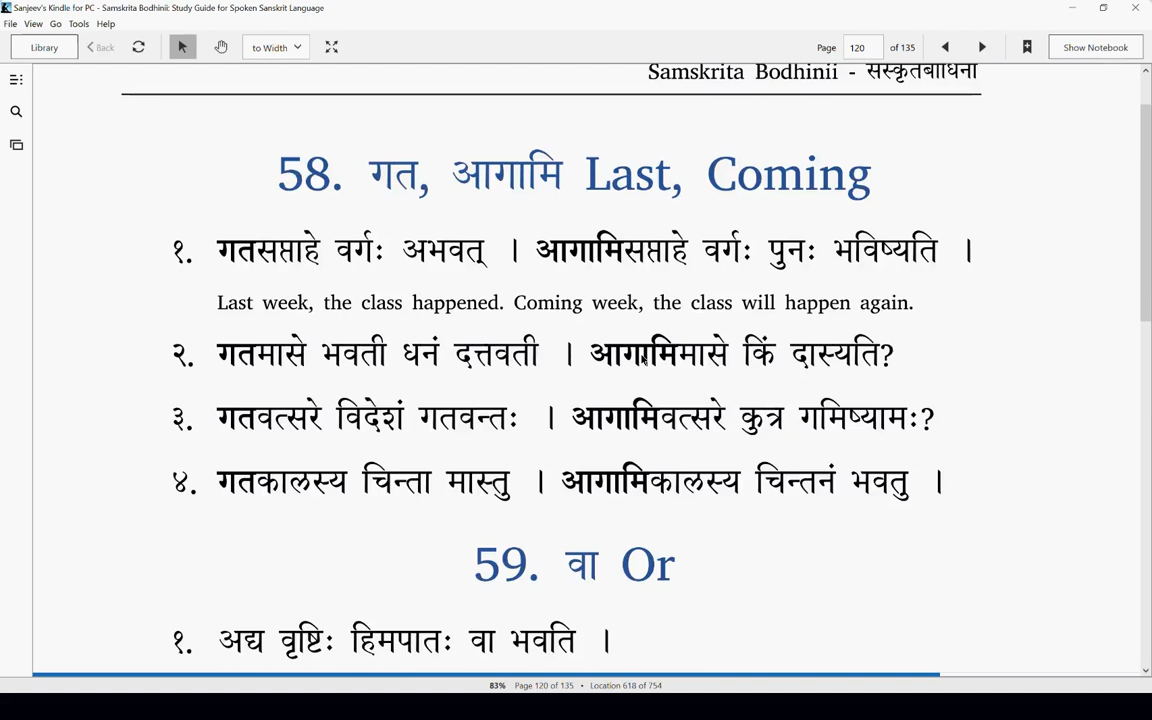 Sanjeev's Kindle for PC - Samskrita Bodhinii: Study Guide for Spoken Sanskrit Language
File View Go Tools Help
Library Back to Width Page 120 of 135 Show Notebook
Samskrita Bodhinii - संस्कृतबोधिनी
58. गत, आगामि Last, Coming
१. गतसप्ताहे वर्गः अभवत् । आगामिसप्ताहे वर्गः पुनः भविष्यति ।
Last week, the class happened. Coming week, the class will happen again.
२. गतमासे भवती धनं दत्तवती । आगामिमासे किं दास्यति?
३. गतवत्सरे विदेशं गतवन्तः । आगामिवत्सरे कुत्र गमिष्यामः?
४. गतकालस्य चिन्ता मास्तु । आगामिकालस्य चिन्तनं भवतु ।
59. वा Or
१. अद्य वृष्टिः हिमपातः वा भवति ।
83% Page 120 of 135 • Location 618 of 754